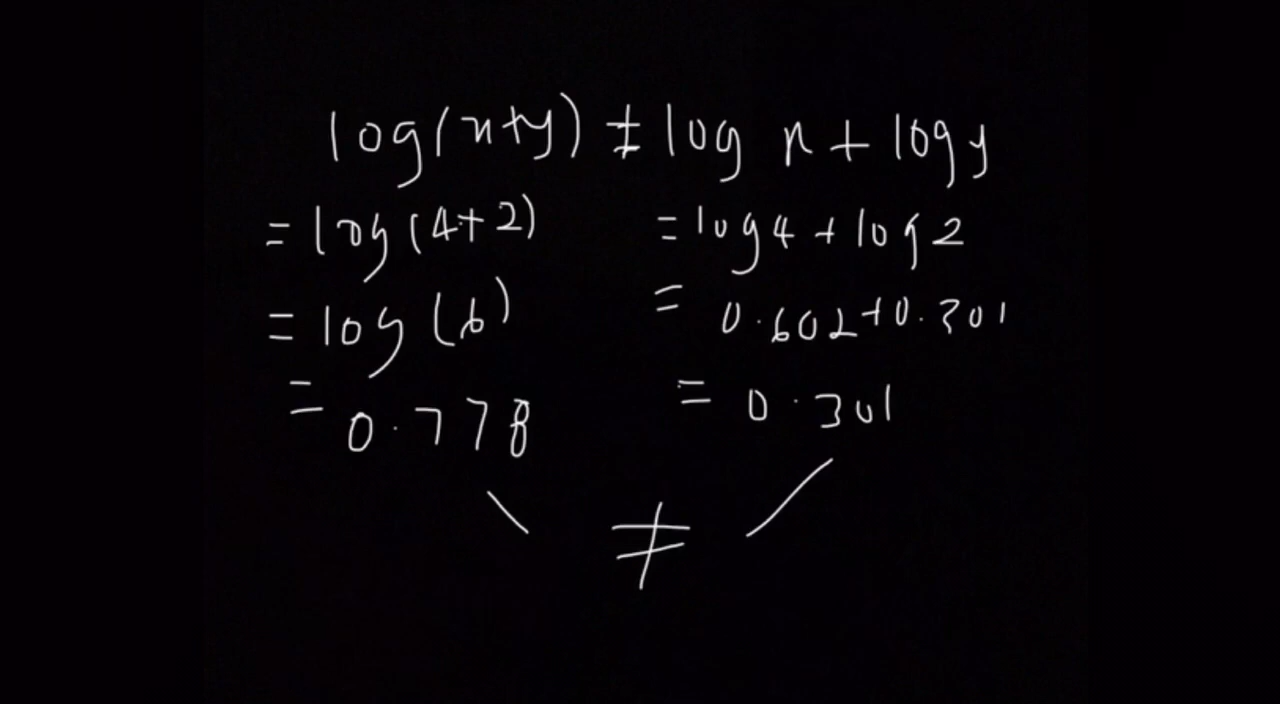 log(x+y) ≠ log x + log y
= log(4+2) = log 4 + log 2
= log(6) = 0.602+0.301
= 0.778 = 0.301
≠